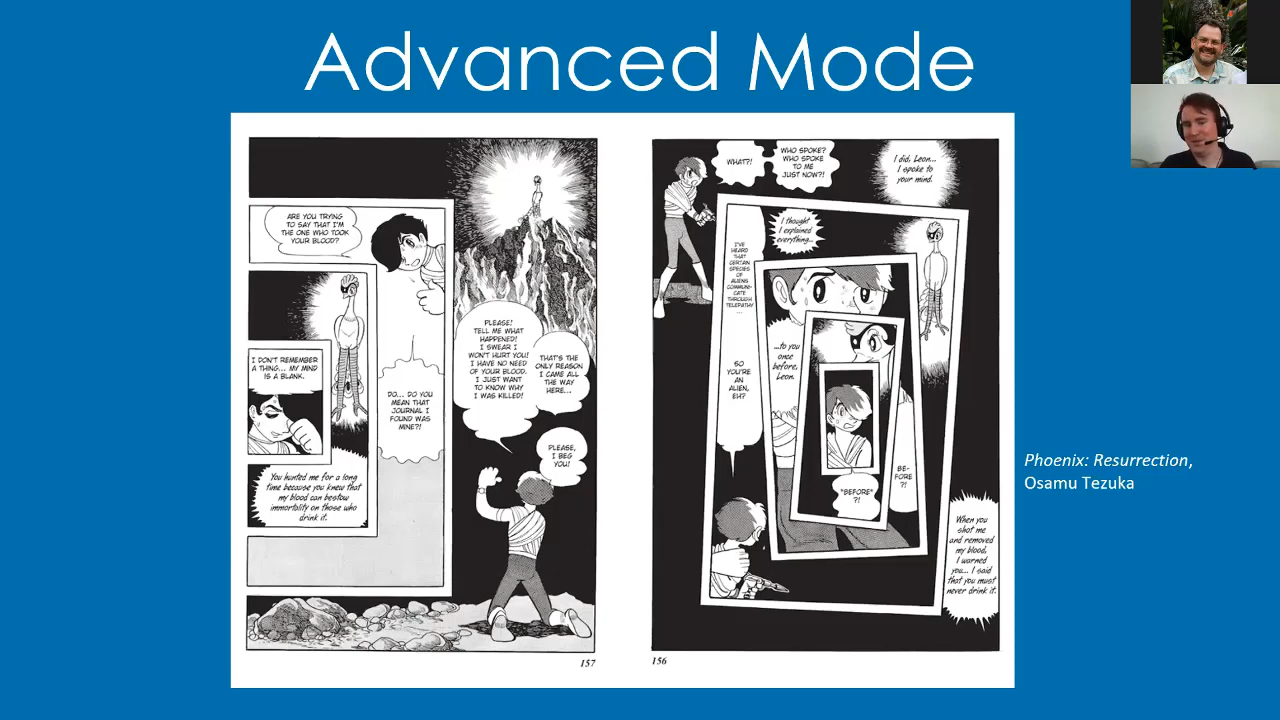 Advanced Mode
WHAT?!
WHO SPOKE?
WHO SPOKE
TO ME
JUST NOW?!
I did, Leon...
I spoke to
your mind.
I thought
I explained
everything...
I'VE
HEARD
THAT
CERTAIN
SPECIES
OF
ALIENS
COMMUNI-
CATE
THROUGH
TELEPATHY
...
SO
YOU'RE
AN
ALIEN,
EH?
...to you
once
before,
Leon.
"BEFORE"
?!
BE-
FORE
?!
When you
shot me
and removed
my blood,
I warned
you... I said
that you must
never drink it.
156
ARE YOU TRYING
TO SAY THAT I'M
THE ONE WHO TOOK
YOUR BLOOD?
I DON'T REMEMBER
A THING... MY MIND
IS A BLANK.
You hunted me for a long
time because you knew that
my blood can bestow
immortality on those who
drink it.
DO... DO YOU
MEAN THAT
JOURNAL I
FOUND WAS
MINE?!
PLEASE!
TELL ME WHAT
HAPPENED!
I SWEAR I
WON'T HURT YOU!
I HAVE NO NEED
OF YOUR BLOOD.
I JUST WANT
TO KNOW WHY
I WAS KILLED!
THAT'S THE
ONLY REASON
I CAME ALL
THE WAY
HERE...
PLEASE,
I BEG
YOU!
157
Phoenix: Resurrection,
Osamu Tezuka